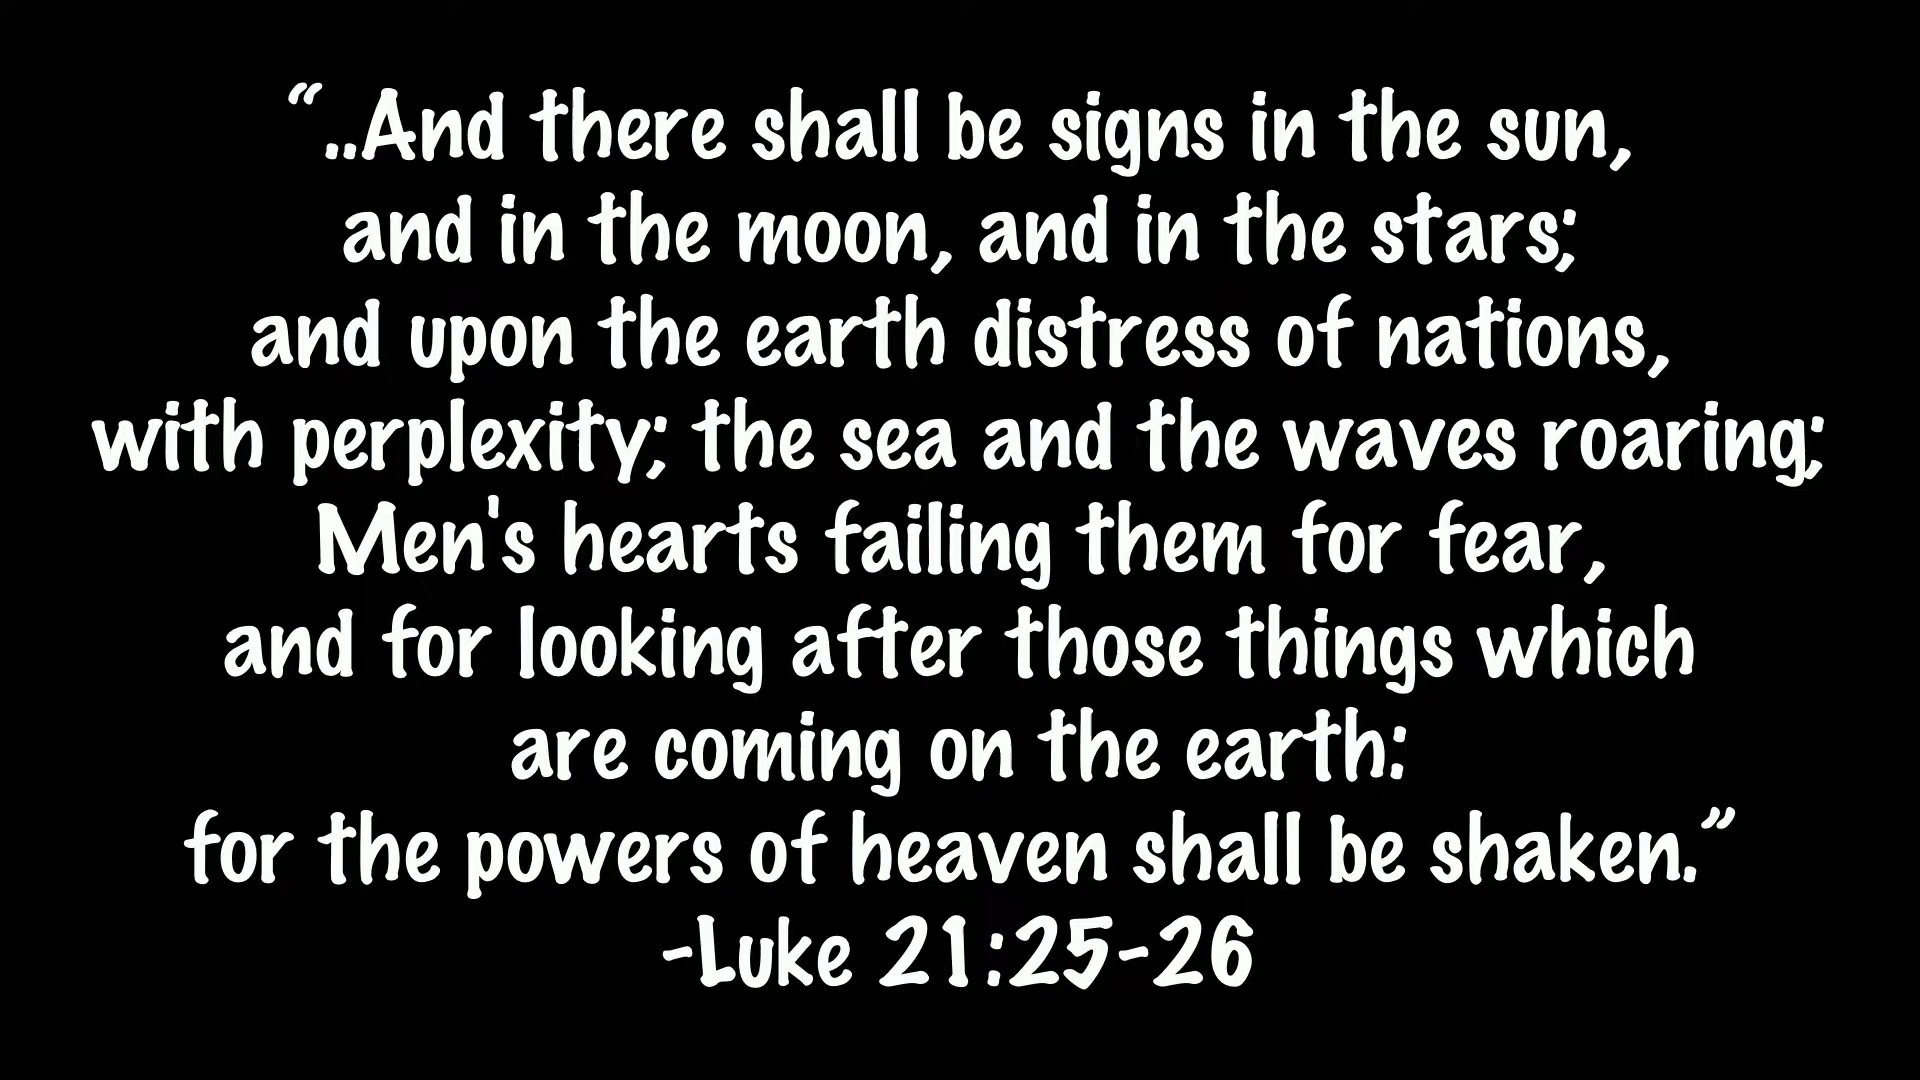 “..And there shall be signs in the sun,
and in the moon, and in the stars;
and upon the earth distress of nations,
with perplexity; the sea and the waves roaring;
Men's hearts failing them for fear,
and for looking after those things which
are coming on the earth:
for the powers of heaven shall be shaken.”
-Luke 21:25-26